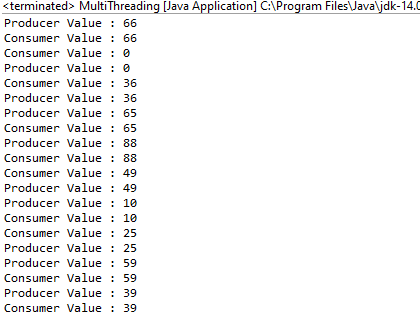 <terminated> MultiThreading [Java Application] C:\Program Files\Java\jdk-14.0
Producer Value : 66
Consumer Value : 66
Consumer Value : 0
Producer Value : 0
Consumer Value : 36
Producer Value : 36
Producer Value : 65
Consumer Value : 65
Producer Value : 88
Consumer Value : 88
Consumer Value : 49
Producer Value : 49
Producer Value : 10
Consumer Value : 10
Consumer Value : 25
Producer Value : 25
Producer Value : 59
Consumer Value : 59
Producer Value : 39
Consumer Value : 39